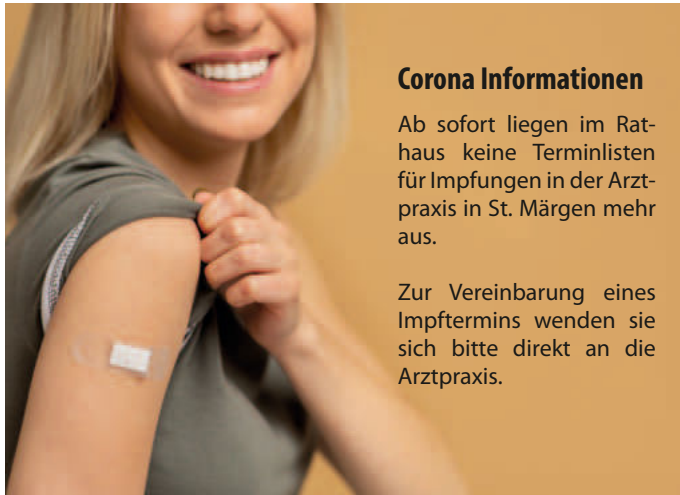 Corona Informationen
Ab sofort liegen im Rat-
haus keine Terminlisten
für Impfungen in der Arzt-
praxis in St. Märgen mehr
aus.
Zur Vereinbarung eines
Impftermins wenden sie
sich bitte direkt an die
Arztpraxis.